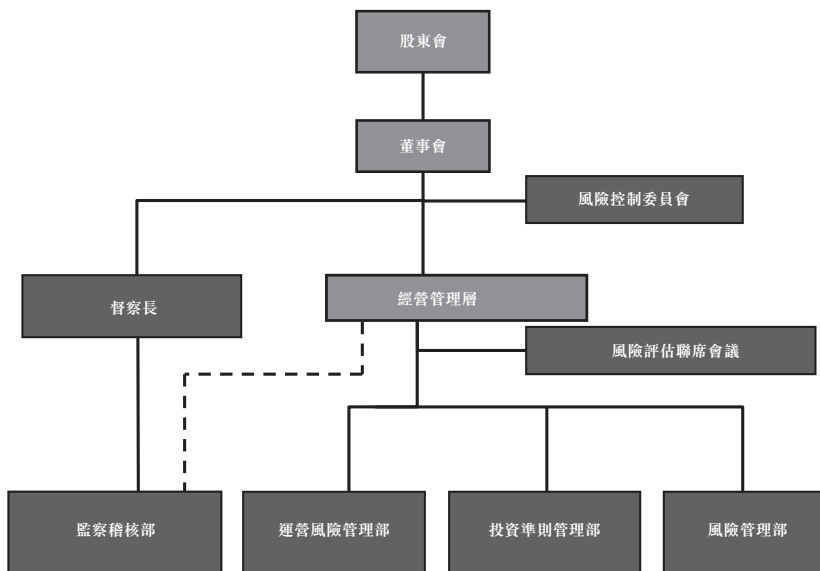 股東會
董事會
風險控制委員會
督察長
經營管理層
風險評估聯席會議
監察稽核部
運營風險管理部
投資準則管理部
風險管理部